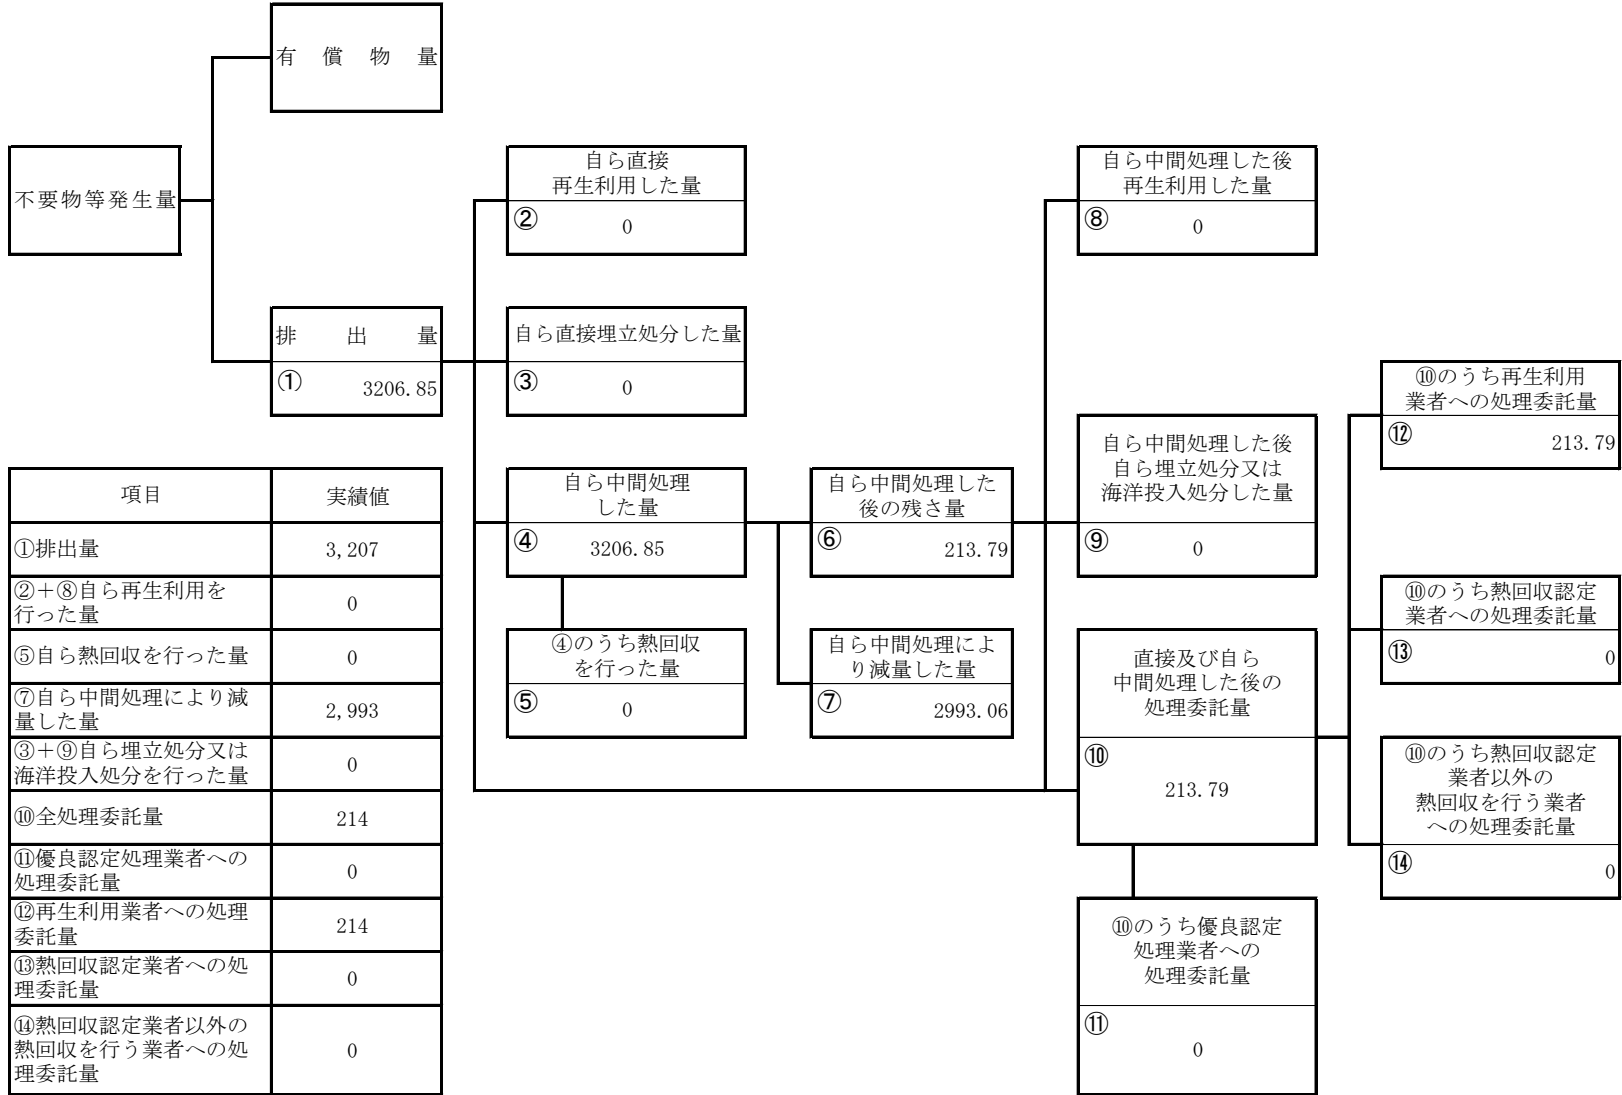 有償物量
不要物等発生量
排出量
① 3206.85
自ら直接
再生利用した量
② 0
自ら直接埋立処分した量
③ 0
自ら中間処理
した量
④ 3206.85
④のうち熱回収
を行った量
⑤ 0
自ら中間処理した
後の残さ量
⑥ 213.79
自ら中間処理によ
り減量した量
⑦ 2993.06
自ら中間処理した後
再生利用した量
⑧ 0
自ら中間処理した後
自ら埋立処分又は
海洋投入処分した量
⑨ 0
直接及び自ら
中間処理した後の
処理委託量
⑩
213.79
⑩のうち優良認定
処理業者への
処理委託量
⑪
0
⑩のうち再生利用
業者への処理委託量
⑫ 213.79
⑩のうち熱回収認定
業者への処理委託量
⑬ 0
⑩のうち熱回収認定
業者以外の
熱回収を行う業者
への処理委託量
⑭ 0
項目 実績値
①排出量 3,207
②+⑧自ら再生利用を
行った量 0
⑤自ら熱回収を行った量 0
⑦自ら中間処理により減
量した量 2,993
③+⑨自ら埋立処分又は
海洋投入処分を行った量 0
⑩全処理委託量 214
⑪優良認定処理業者への
処理委託量 0
⑫再生利用業者への処理
委託量 214
⑬熱回収認定業者への処
理委託量 0
⑭熱回収認定業者以外の
熱回収を行う業者への処
理委託量 0